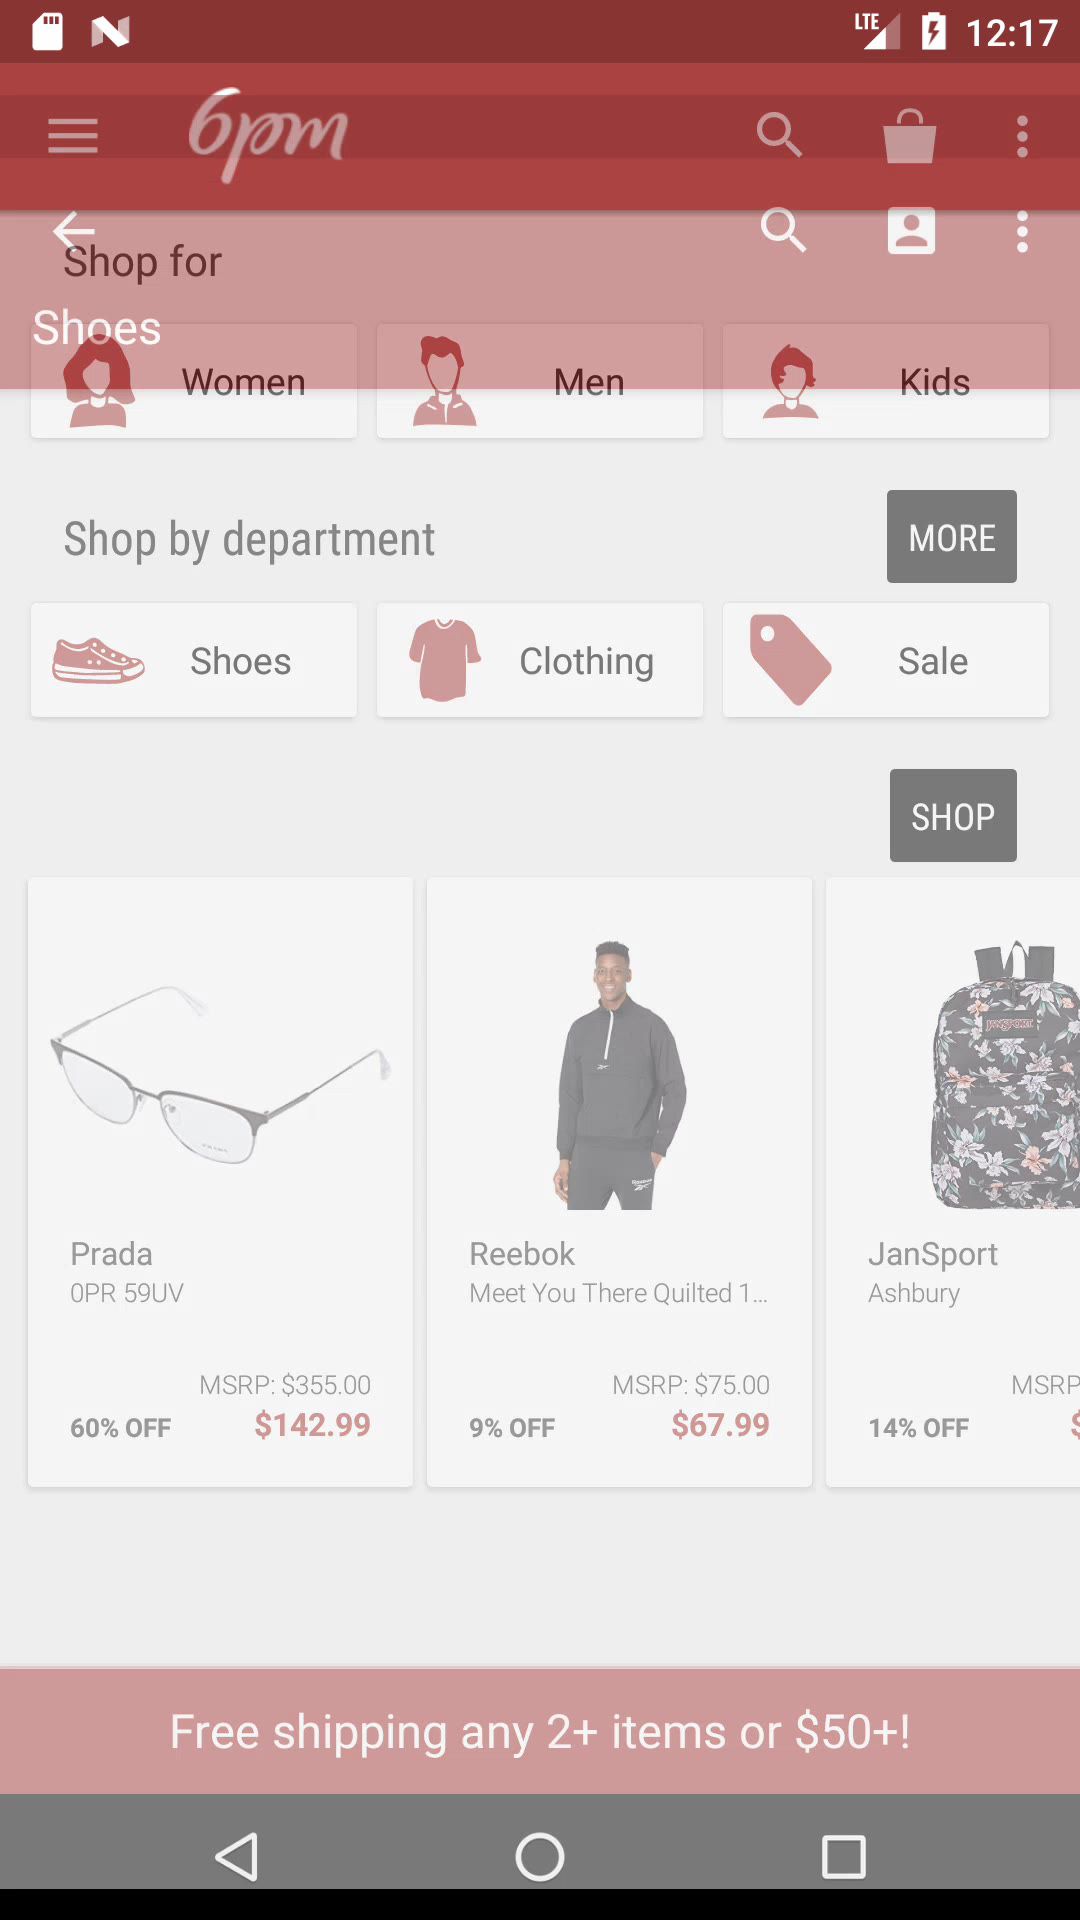 LTE 12:17
6pm
Shop for
Shoes
Women Men Kids
Shop by department MORE
Shoes Clothing Sale
SHOP
JANSPORT
Reebok
Prada Reebok JanSport
0PR 59UV Meet You There Quilted 1... Ashbury
MSRP: $355.00 MSRP: $75.00 MSRP
60% OFF $142.99 9% OFF $67.99 14% OFF $
Free shipping any 2+ items or $50+!